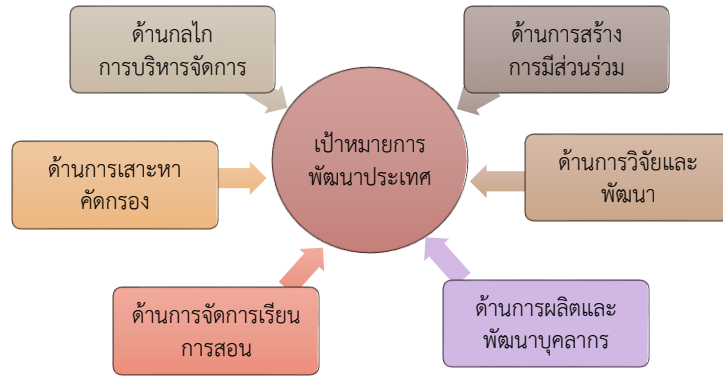 ด้านกลไก
การบริหารจัดการ
ด้านการสร้าง
การมีส่วนร่วม
เป้าหมายการ
พัฒนาประเทศ
ด้านการเสาะหา
คัดกรอง
ด้านการวิจัยและ
พัฒนา
ด้านการจัดการเรียน
การสอน
ด้านการผลิตและ
พัฒนาบุคลากร